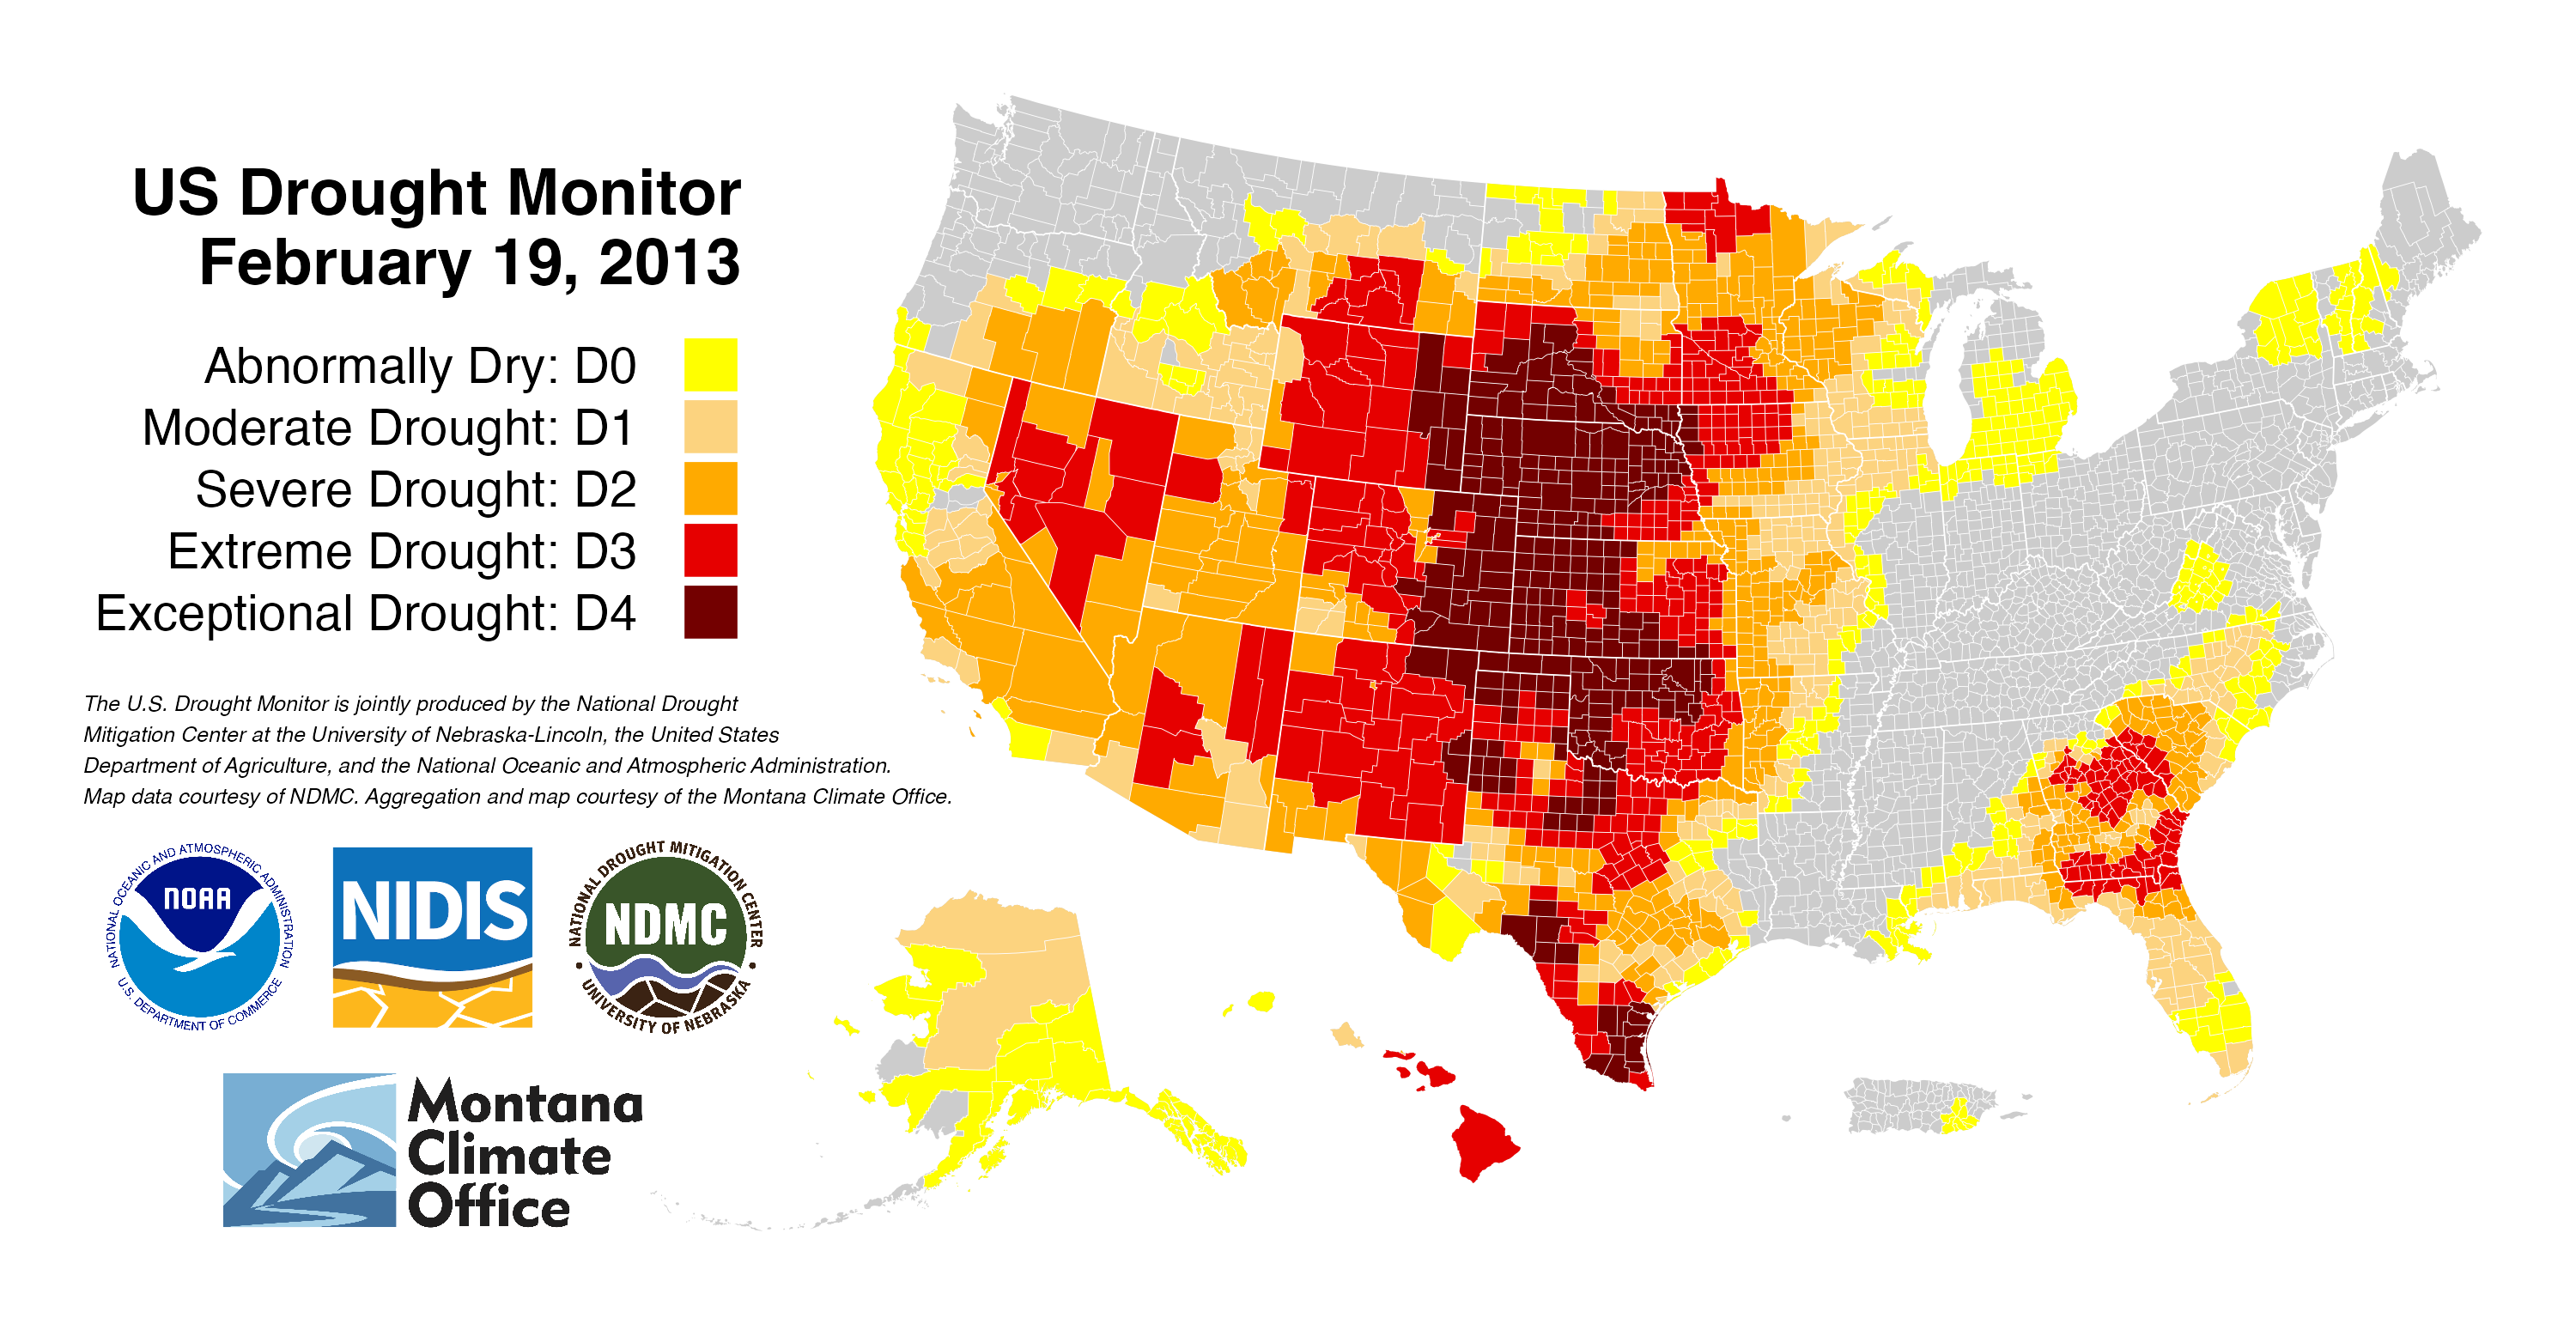 US Drought Monitor
February 19, 2013
Abnormally Dry: D0
Moderate Drought: D1
Severe Drought: D2
Extreme Drought: D3
Exceptional Drought: D4
The U.S. Drought Monitor is jointly produced by the National Drought
Mitigation Center at the University of Nebraska-Lincoln, the United States
Department of Agriculture, and the National Oceanic and Atmospheric Administration.
Map data courtesy of NDMC. Aggregation and map courtesy of the Montana Climate Office.
NATIONAL OCEANIC AND ATMOSPHERIC ADMINISTRATION
NOAA
U.S. DEPARTMENT OF COMMERCE
NIDIS
NATIONAL DROUGHT MITIGATION CENTER
NDMC
UNIVERSITY OF NEBRASKA
Montana
Climate
Office